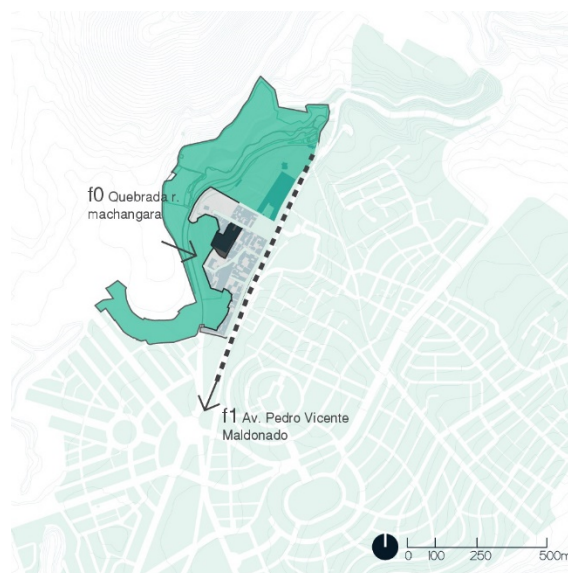 f0 Quebrada r.
machangara
f1 Av. Pedro Vicente
Maldonado
0 100 250 500m